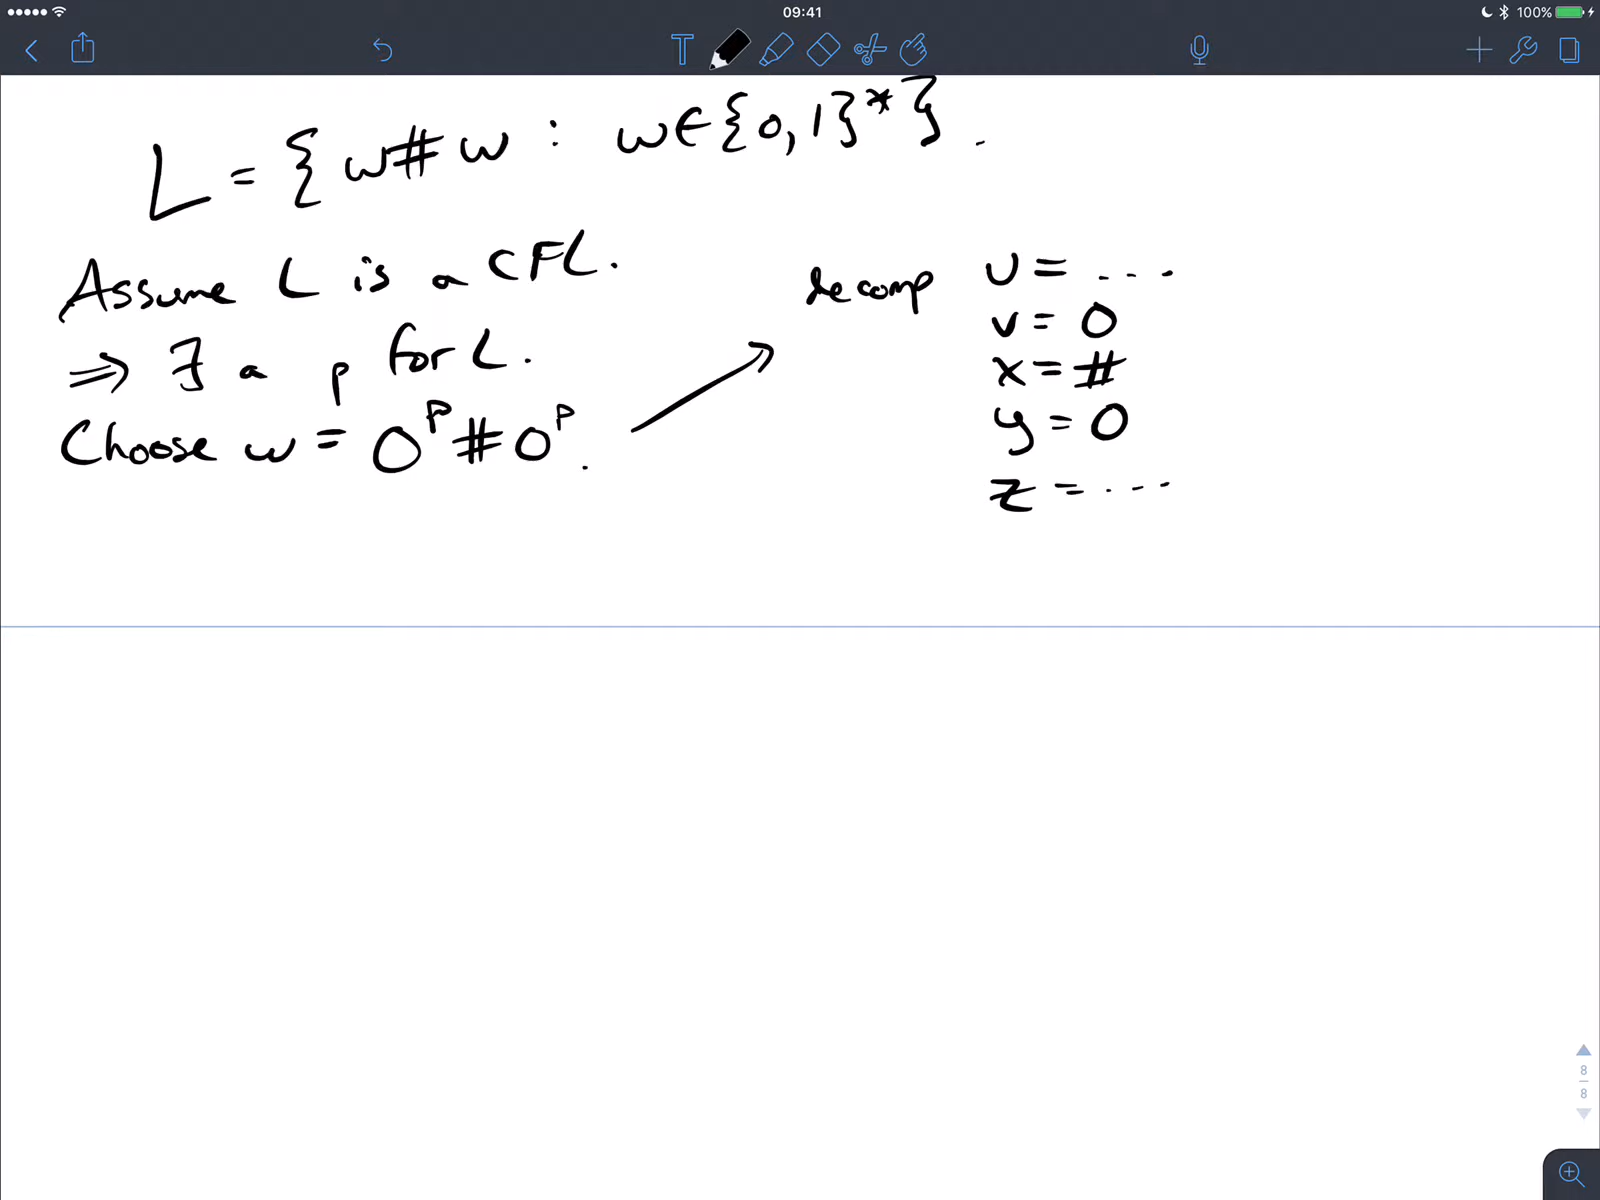 09:41
100%
T
L = { w#w : w∈{0,1}* } .
Assume L is a CFL.
⇒ ∃ a p for L.
Choose w = 0^p # 0^p .
decomp
u = ...
v = 0
x = #
y = 0
z = ...
8
8